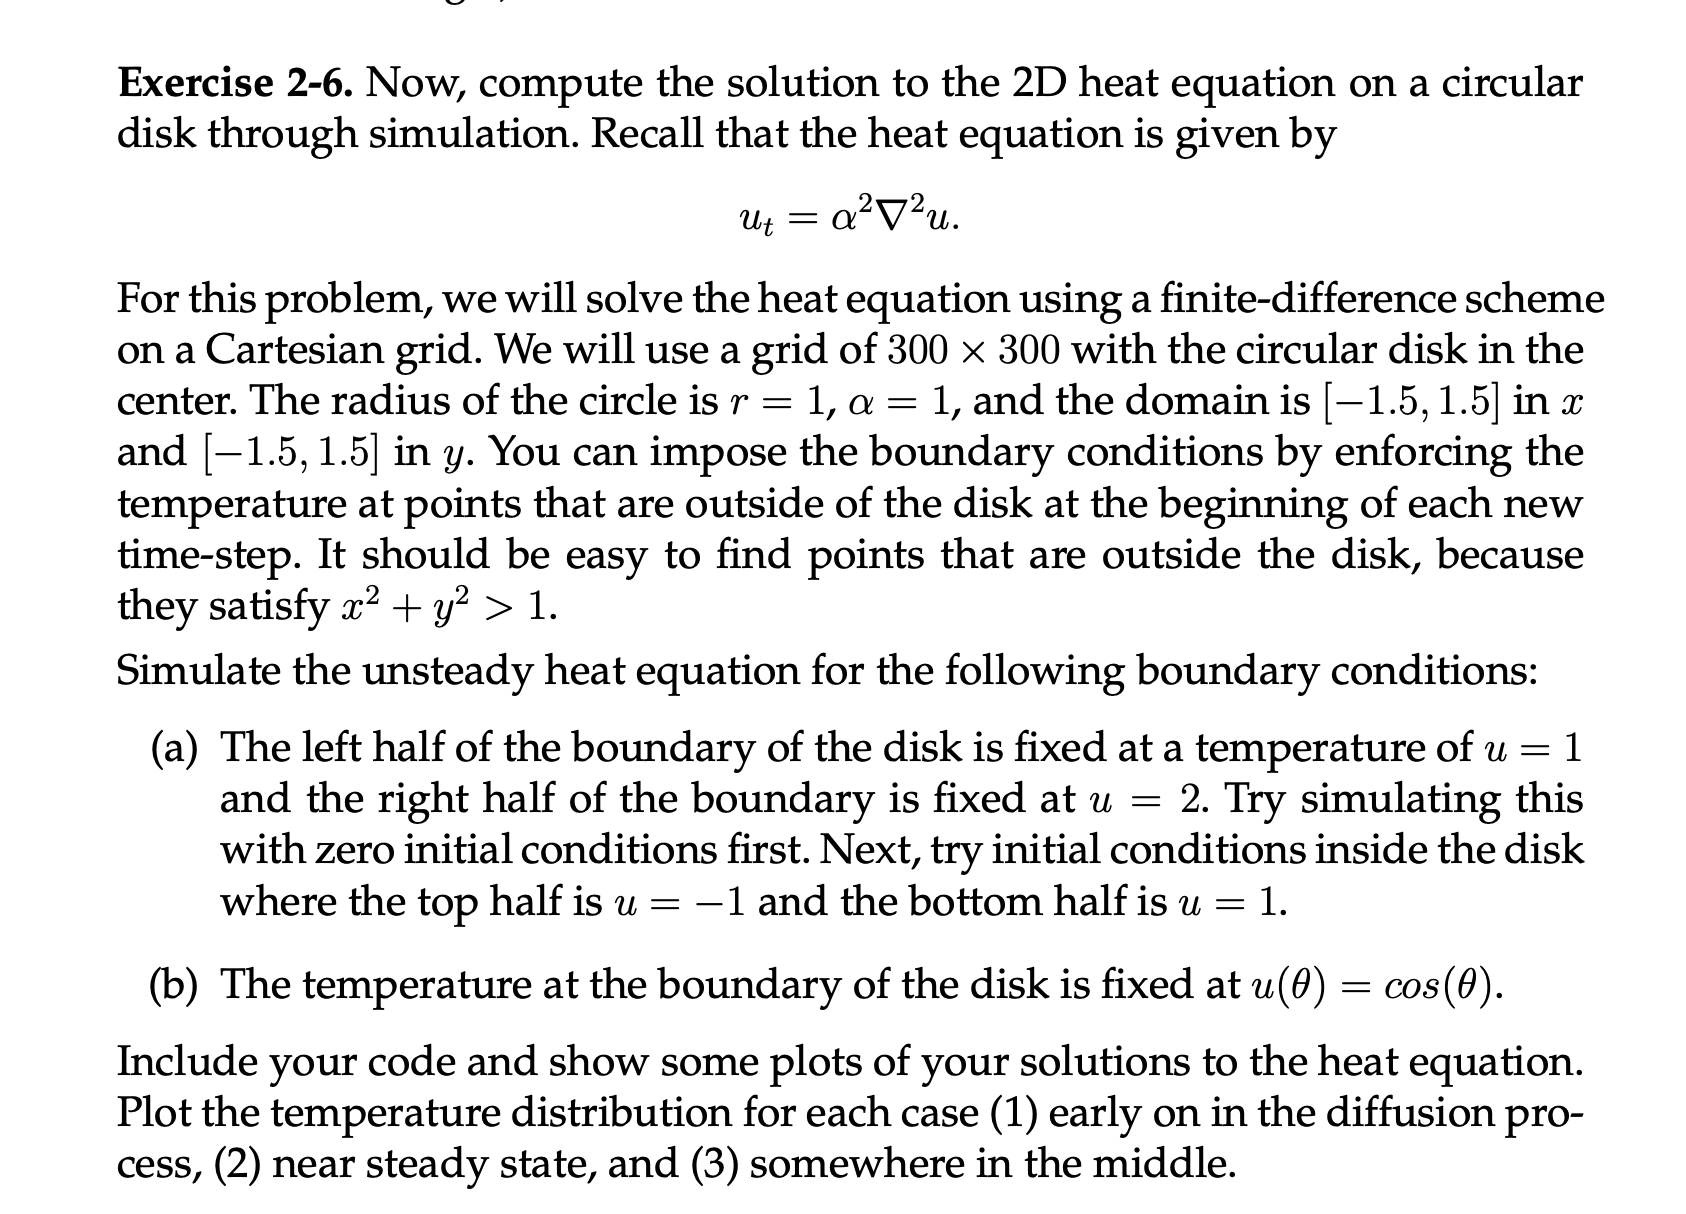 Exercise 2-6. Now, compute the solution to the 2D heat equation on a circular
disk through simulation. Recall that the heat equation is given by
u_t = α²∇²u.
For this problem, we will solve the heat equation using a finite-difference scheme
on a Cartesian grid. We will use a grid of 300 × 300 with the circular disk in the
center. The radius of the circle is r = 1, α = 1, and the domain is [−1.5, 1.5] in x
and [−1.5, 1.5] in y. You can impose the boundary conditions by enforcing the
temperature at points that are outside of the disk at the beginning of each new
time-step. It should be easy to find points that are outside the disk, because
they satisfy x² + y² > 1.
Simulate the unsteady heat equation for the following boundary conditions:
(a) The left half of the boundary of the disk is fixed at a temperature of u = 1
and the right half of the boundary is fixed at u = 2. Try simulating this
with zero initial conditions first. Next, try initial conditions inside the disk
where the top half is u = −1 and the bottom half is u = 1.
(b) The temperature at the boundary of the disk is fixed at u(θ) = cos(θ).
Include your code and show some plots of your solutions to the heat equation.
Plot the temperature distribution for each case (1) early on in the diffusion pro-
cess, (2) near steady state, and (3) somewhere in the middle.